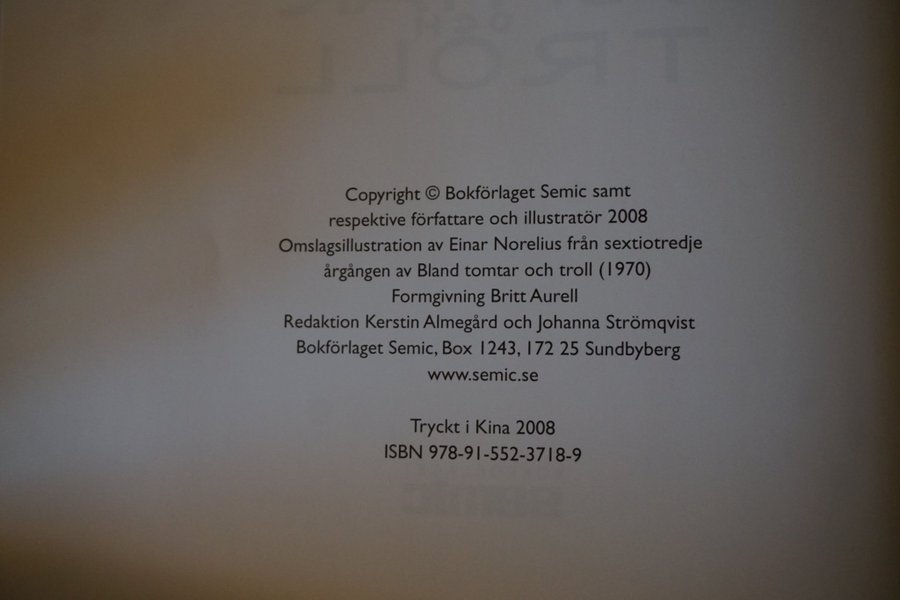 Copyright © Bokförlaget Semic samt
respektive författare och illustratör 2008
Omslagsillustration av Einar Norelius från sextiotredje
årgången av Bland tomtar och troll (1970)
Formgivning Britt Aurell
Redaktion Kerstin Almegård och Johanna Strömqvist
Bokförlaget Semic, Box 1243, 172 25 Sundbyberg
www.semic.se
Tryckt i Kina 2008
ISBN 978-91-552-3718-9